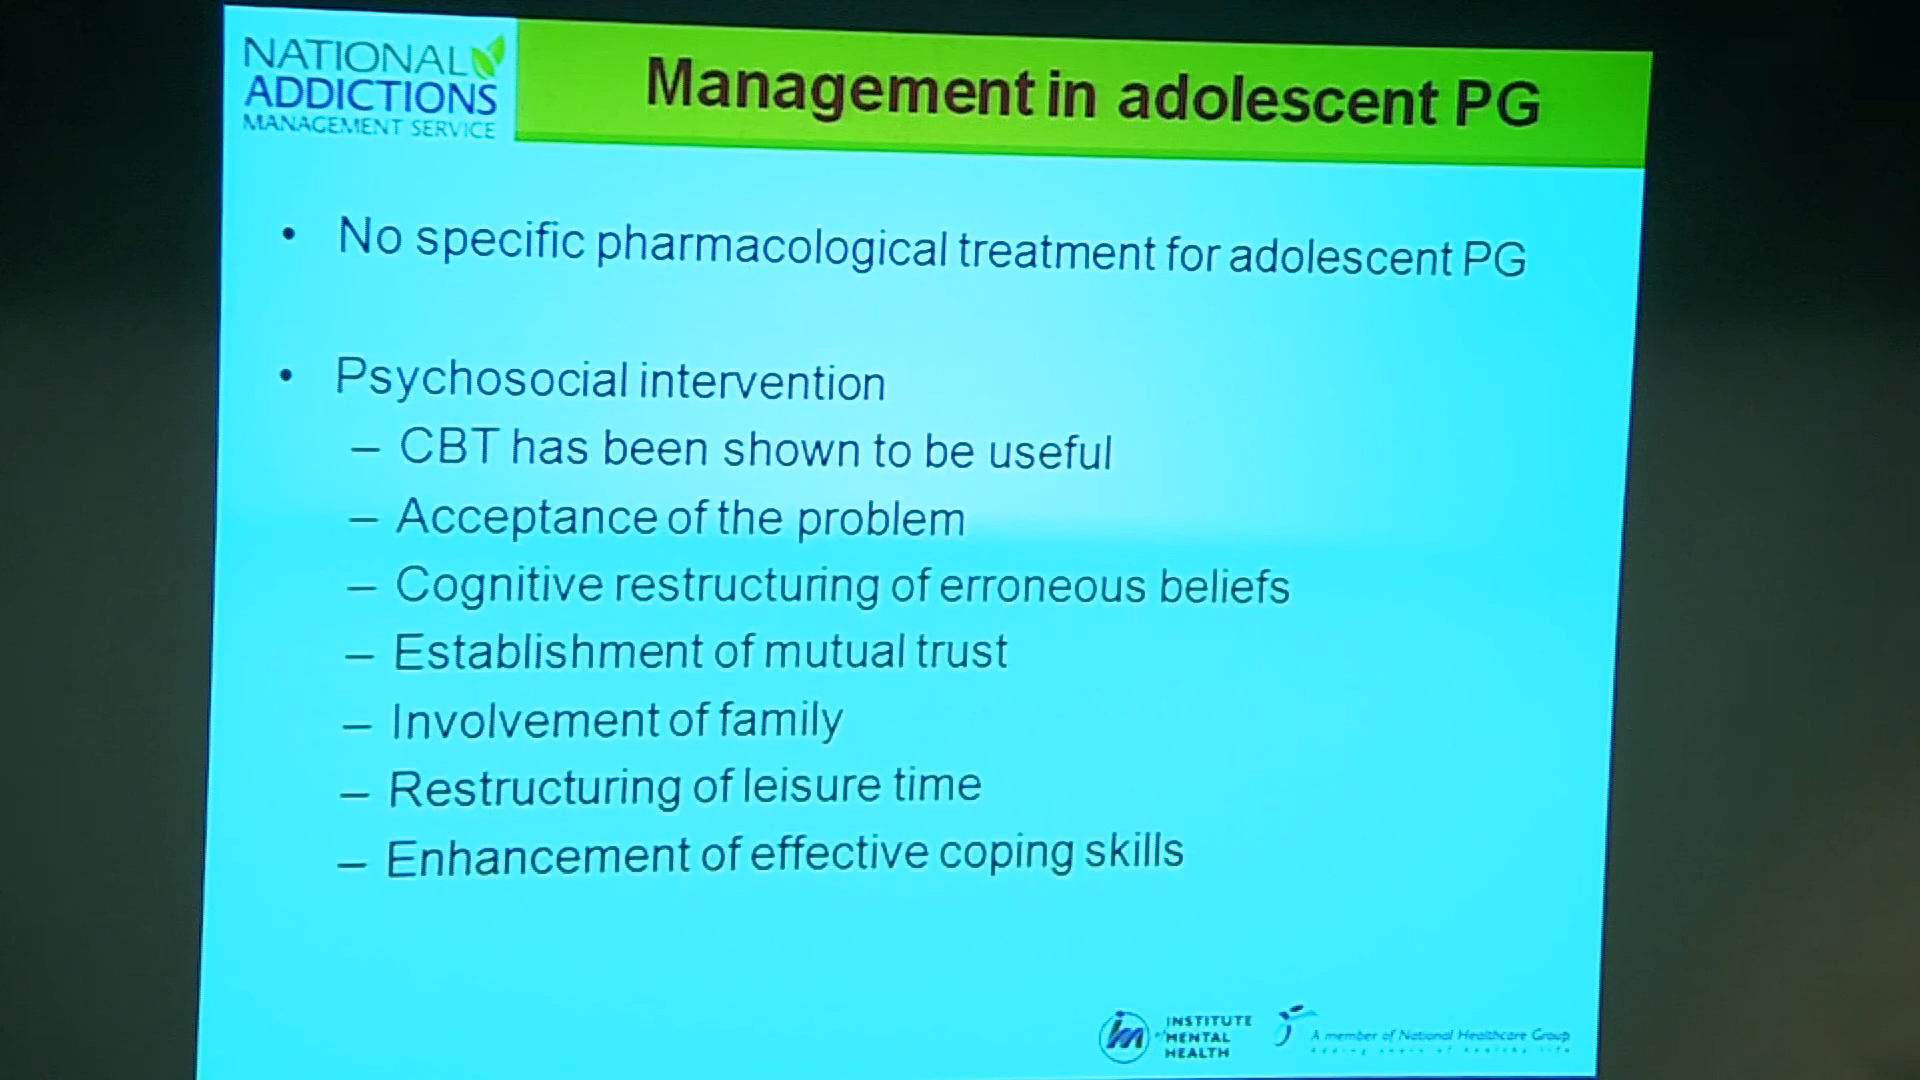 NATIONAL
ADDICTIONS
MANAGEMENT SERVICE
Management in adolescent PG
• No specific pharmacological treatment for adolescent PG
• Psychosocial intervention
– CBT has been shown to be useful
– Acceptance of the problem
– Cognitive restructuring of erroneous beliefs
– Establishment of mutual trust
– Involvement of family
– Restructuring of leisure time
– Enhancement of effective coping skills
INSTITUTE
of MENTAL
HEALTH
A member of National Healthcare Group